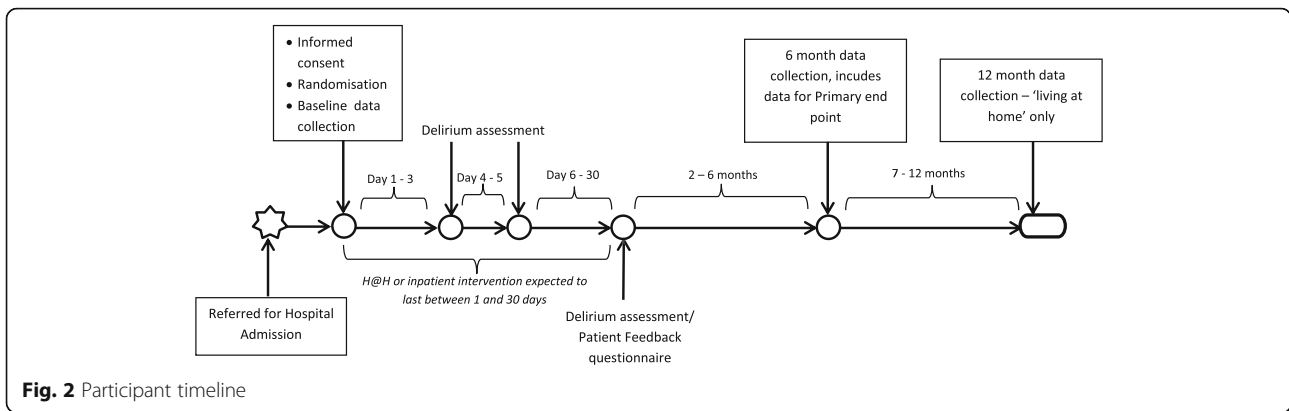 • Informed
consent
• Randomisation
• Baseline data
collection
6 month data
collection, incudes
data for Primary end
point
12 month data
collection – 'living at
home' only
Delirium assessment
Day 1 - 3
Day 4 - 5
Day 6 - 30
2 – 6 months
7 - 12 months
H@H or inpatient intervention expected to
last between 1 and 30 days
Referred for Hospital
Admission
Delirium assessment/
Patient Feedback
questionnaire
Fig. 2 Participant timeline